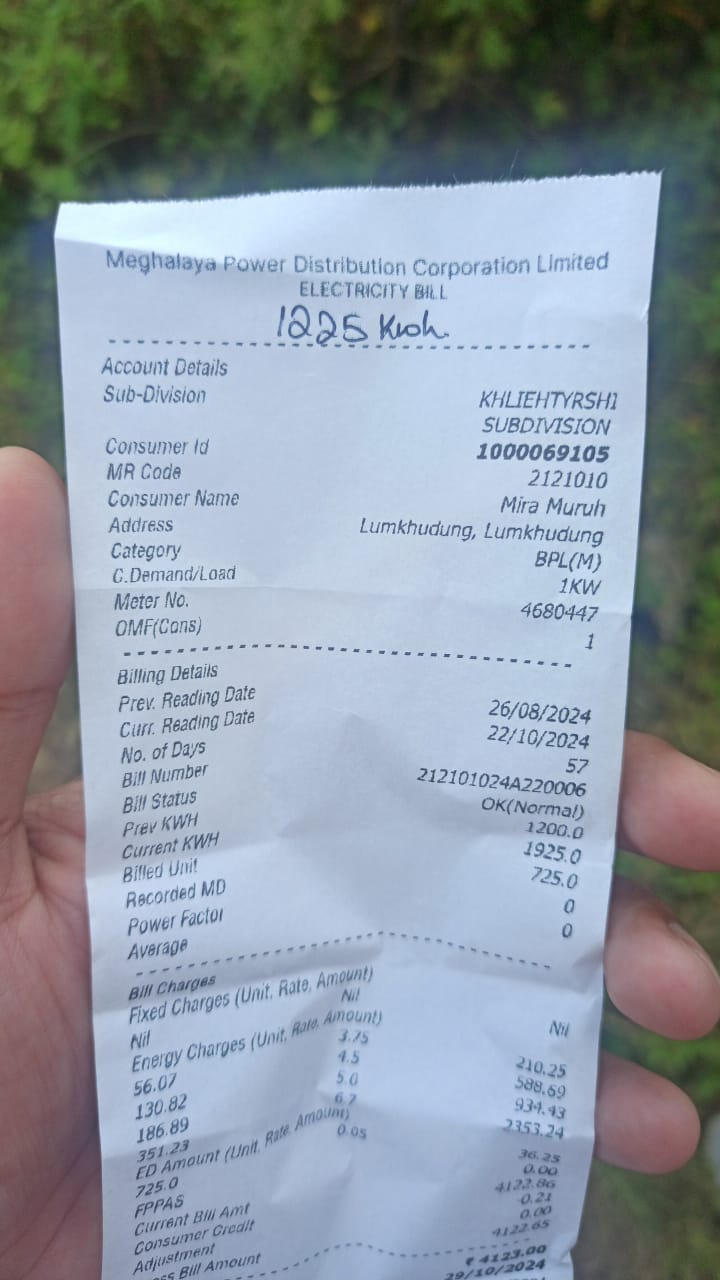 Meghalaya Power Distribution Corporation Limited
ELECTRICITY BILL
1225 Kwh
Account Details
Sub-Division KHLIEHTYRSHI
SUBDIVISION
Consumer Id 1000069105
MR Code 2121010
Consumer Name Mira Muruh
Address Lumkhudung, Lumkhudung
Category BPL(M)
C.Demand/Load 1KW
Meter No. 4680447
OMF(Cons) 1
Billing Details
Prev. Reading Date 26/08/2024
Curr. Reading Date 22/10/2024
No. of Days 57
Bill Number 212101024A220006
Bill Status OK(Normal)
Prev KWH 1200.0
Current KWH 1925.0
Billed Unit 725.0
Recorded MD 0
Power Factor 0
Average
Bill Charges
Fixed Charges (Unit, Rate, Amount)
Nil Nil Nil
Energy Charges (Unit, Rate, Amount)
56.07 3.75 210.25
130.82 4.5 588.69
186.89 5.0 934.43
351.23 6.7 2353.24
ED Amount (Unit, Rate, Amount)
725.0 0.05 36.25
FPPAS 0.00
Current Bill Amt 4122.86
Consumer Credit 0.21
Adjustment 0.00
4122.65
ss Bill Amount ₹ 4123.00
29/10/2024